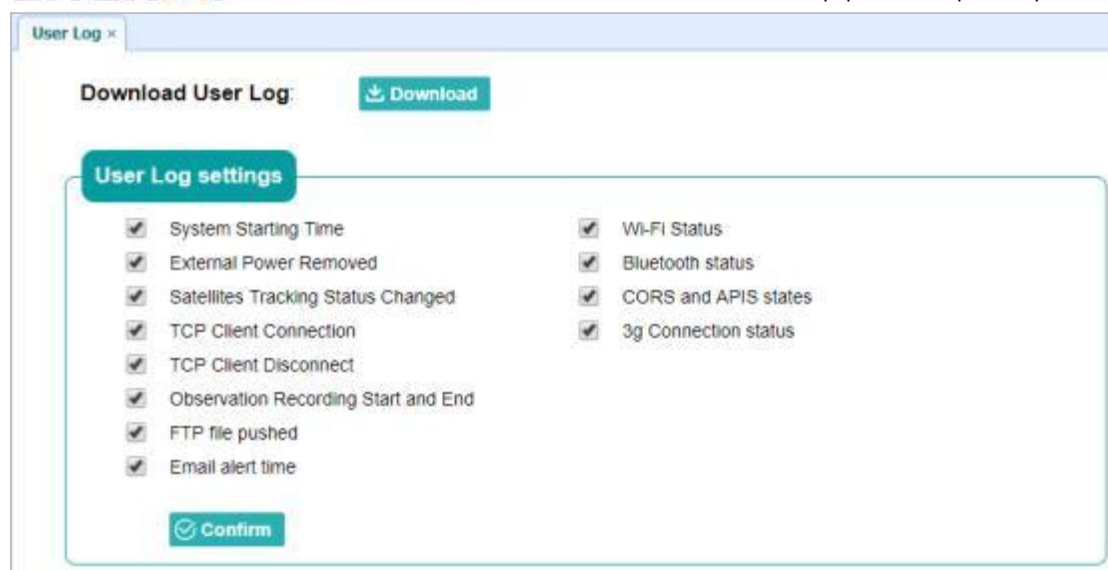 User Log ×
Download User Log:
Download
User Log settings
System Starting Time
External Power Removed
Satellites Tracking Status Changed
TCP Client Connection
TCP Client Disconnect
Observation Recording Start and End
FTP file pushed
Email alert time
Wi-Fi Status
Bluetooth status
CORS and APIS states
3g Connection status
Confirm